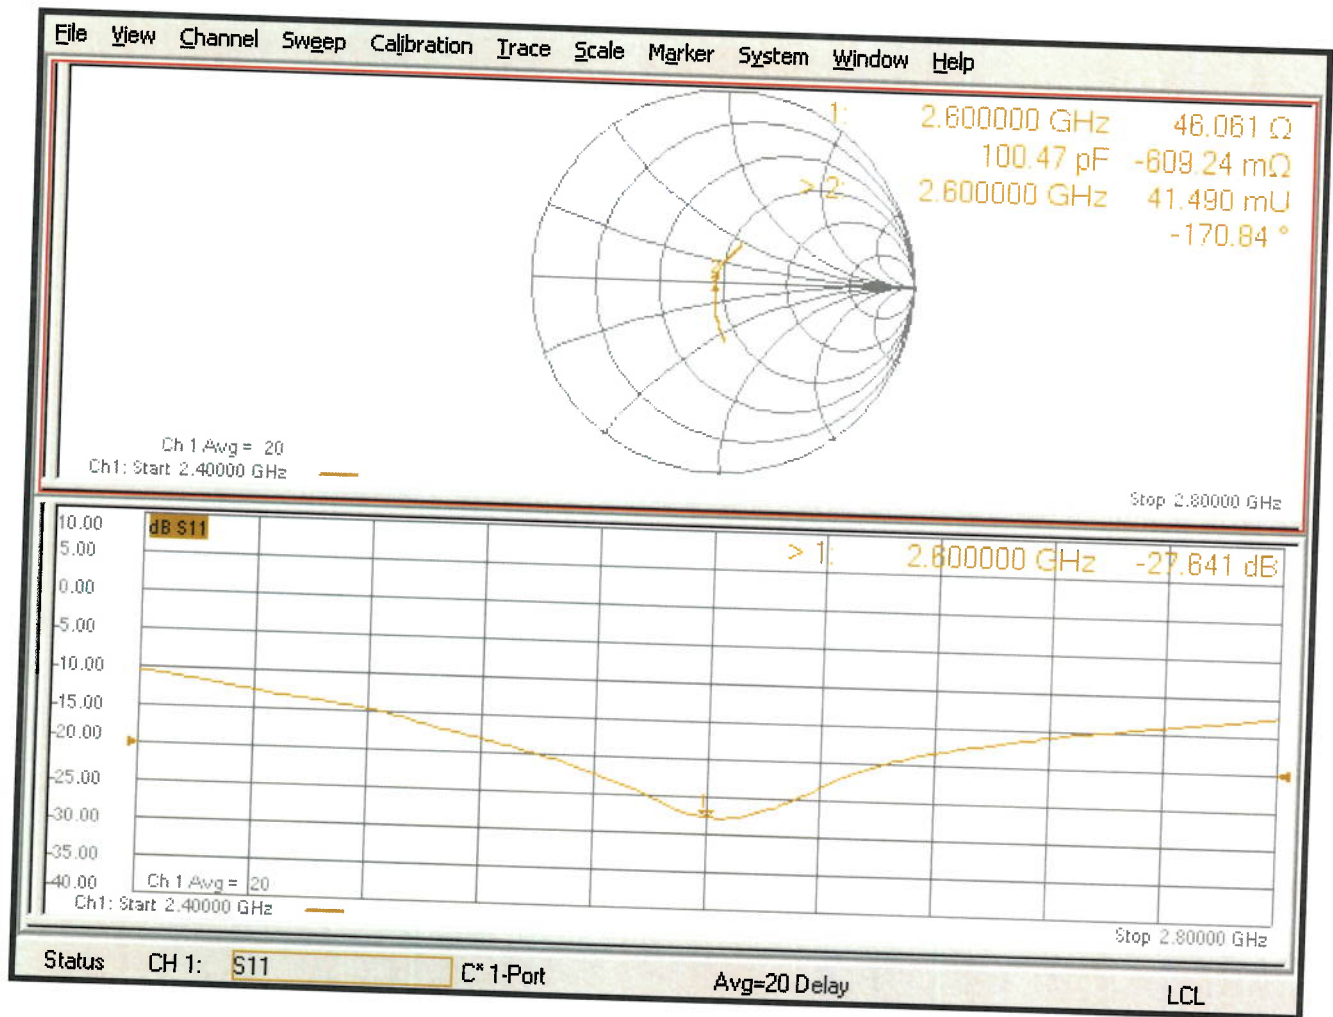 File View Channel Sweep Calibration Trace Scale Marker System Window Help
1: 2.600000 GHz 46.061 Ω
100.47 pF -609.24 mΩ
> 2: 2.600000 GHz 41.490 mU
-170.84 °
2
Ch 1 Avg = 20
Ch1: Start 2.40000 GHz
Stop 2.80000 GHz
10.00
dB S11
> 1: 2.600000 GHz -27.641 dB
5.00
0.00
-5.00
-10.00
-15.00
-20.00
-25.00
1
-30.00
-35.00
-40.00
Ch 1 Avg = 20
Ch1: Start 2.40000 GHz
Stop 2.80000 GHz
Status CH 1: S11 C* 1-Port Avg=20 Delay LCL